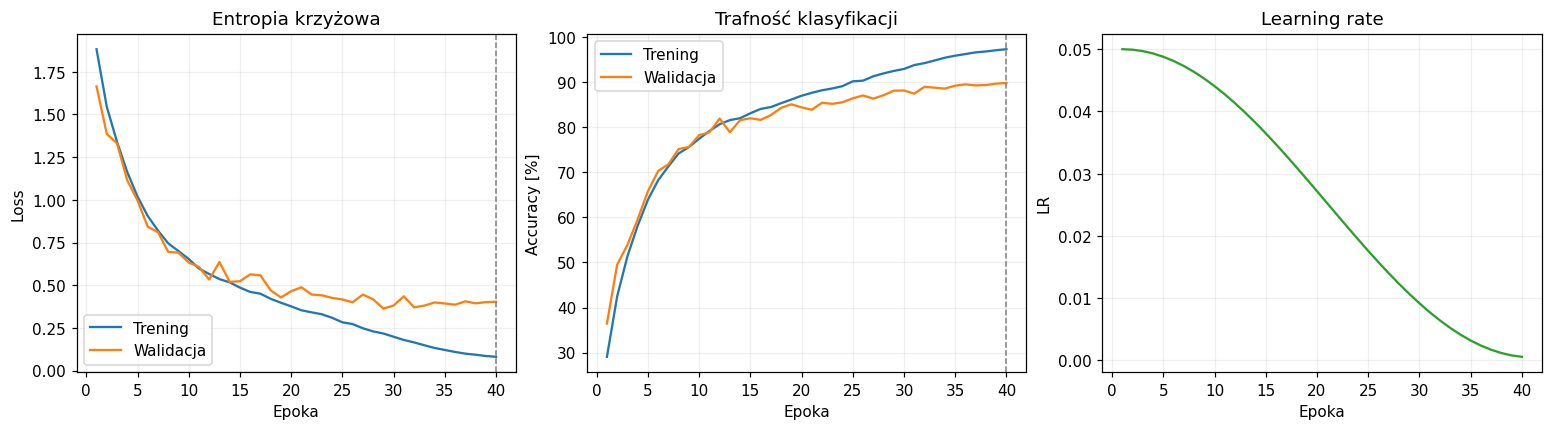 Entropia krzyżowa
Loss
1.75
1.50
1.25
1.00
0.75
0.50
0.25
0.00
Trening
Walidacja
0 5 10 15 20 25 30 35 40
Epoka
Trafność klasyfikacji
Accuracy [%]
100
90
80
70
60
50
40
30
Trening
Walidacja
0 5 10 15 20 25 30 35 40
Epoka
Learning rate
LR
0.05
0.04
0.03
0.02
0.01
0.00
0 5 10 15 20 25 30 35 40
Epoka